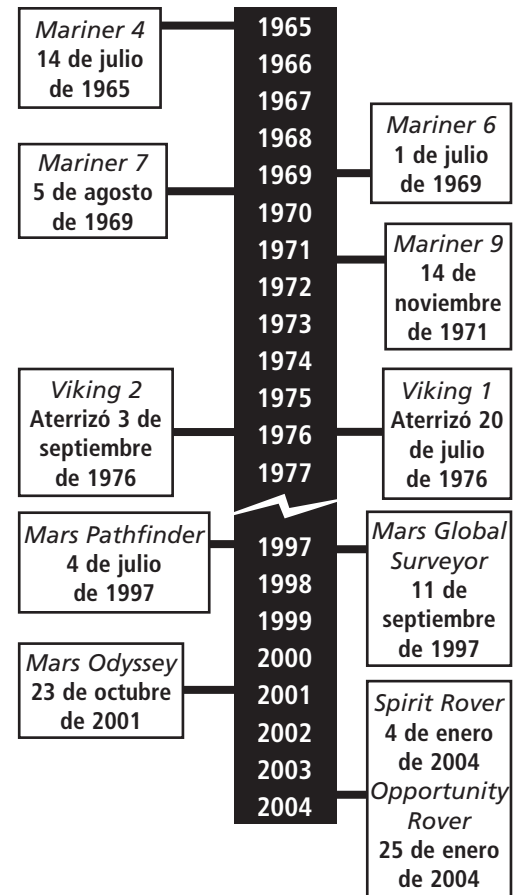 Mariner 4
14 de julio
de 1965
Mariner 7
5 de agosto
de 1969
Viking 2
Aterrizó 3 de
septiembre
de 1976
Mars Pathfinder
4 de julio
de 1997
Mars Odyssey
23 de octubre
de 2001
1965
1966
1967
1968
1969
1970
1971
1972
1973
1974
1975
1976
1977
1997
1998
1999
2000
2001
2002
2003
2004
Mariner 6
1 de julio
de 1969
Mariner 9
14 de
noviembre
de 1971
Viking 1
Aterrizó 20
de julio
de 1976
Mars Global
Surveyor
11 de
septiembre
de 1997
Spirit Rover
4 de enero
de 2004
Opportunity
Rover
25 de enero
de 2004